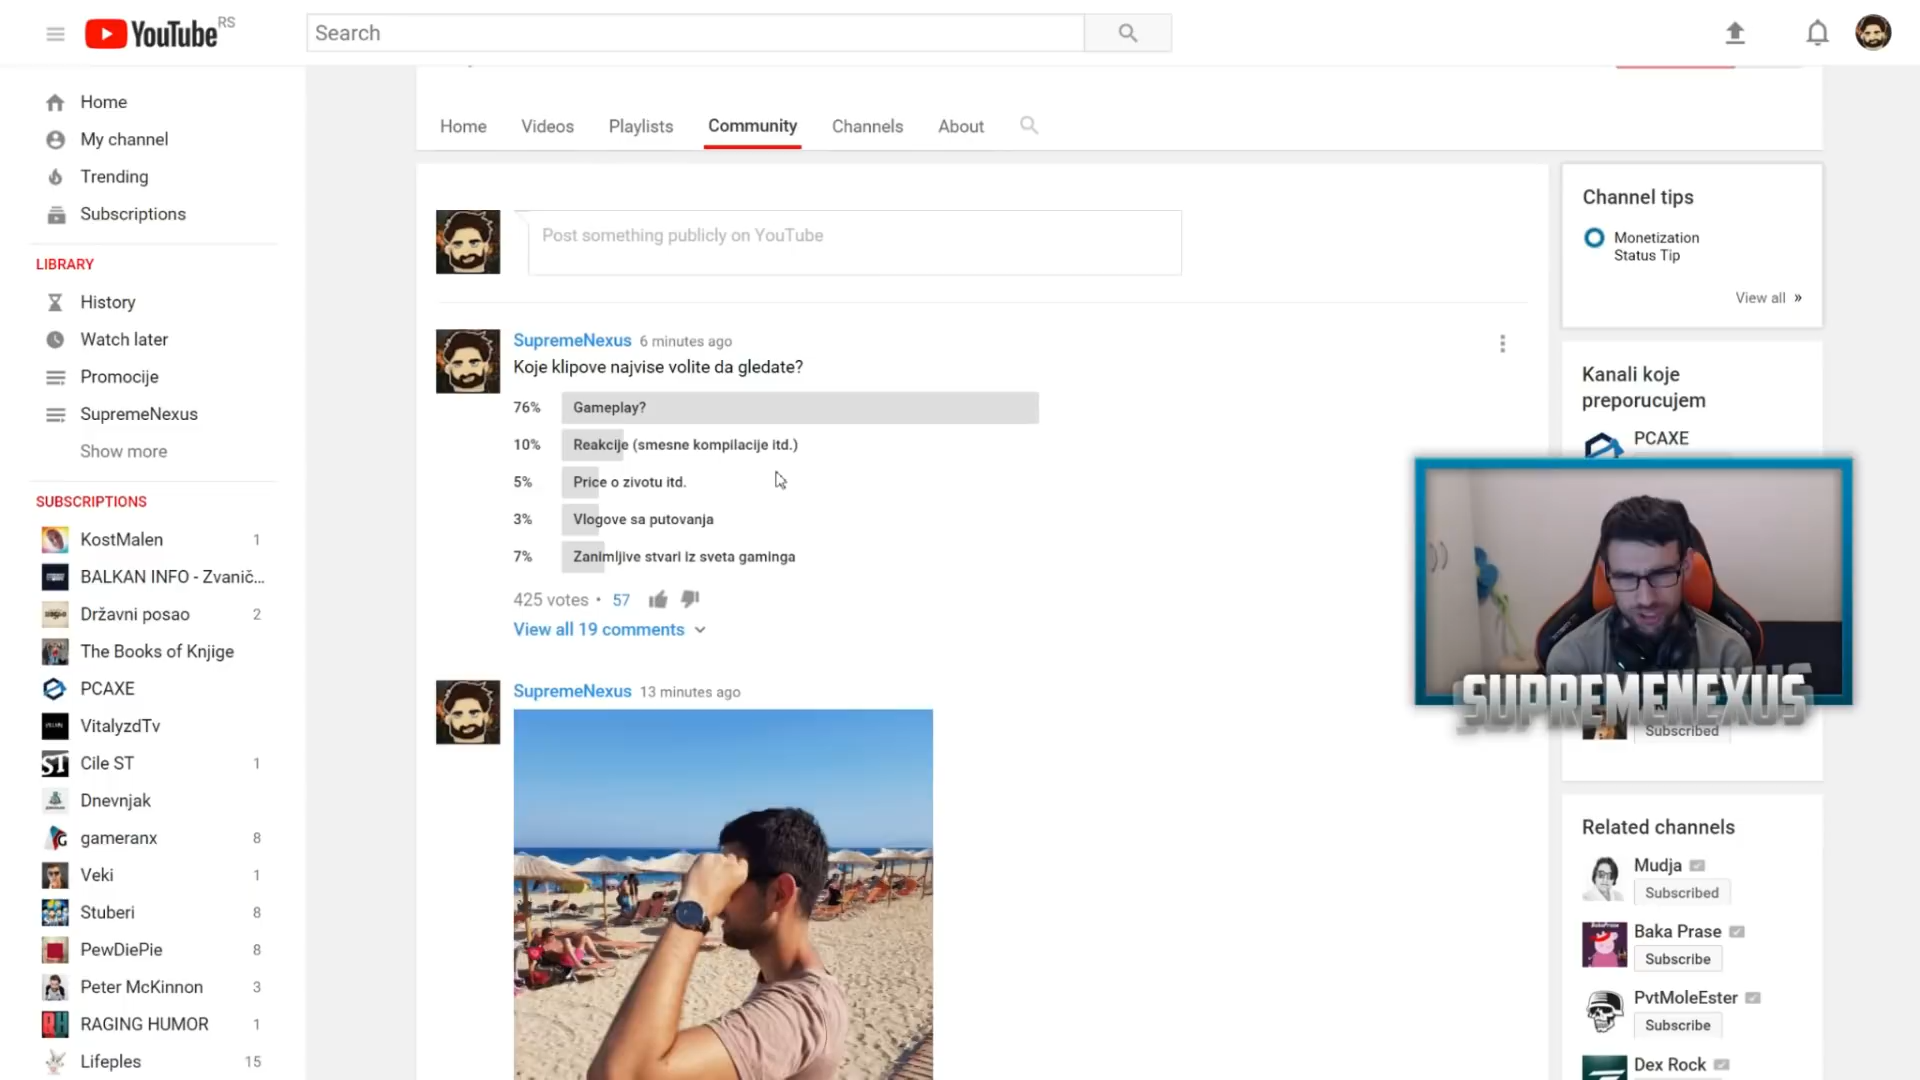 YouTube RS
Search
Home
My channel
Trending
Subscriptions
LIBRARY
History
Watch later
Promocije
SupremeNexus
Show more
SUBSCRIPTIONS
KostMalen 1
BALKAN INFO - Zvanič...
Državni posao 2
The Books of Knjige
PCAXE
VitalyzdTv
Cile ST 1
Dnevnjak
gameranx 8
Veki 1
Stuberi 8
PewDiePie 8
Peter McKinnon 3
RAGING HUMOR 1
Lifeples 15
Home Videos Playlists Community Channels About
Post something publicly on YouTube
SupremeNexus 6 minutes ago
Koje klipove najvise volite da gledate?
76% Gameplay?
10% Reakcije (smesne kompilacije itd.)
5% Price o zivotu itd.
3% Vlogove sa putovanja
7% Zanimljive stvari iz sveta gaminga
425 votes • 57
View all 19 comments
SupremeNexus 13 minutes ago
Channel tips
Monetization
Status Tip
View all »
Kanali koje
preporucujem
PCAXE
SUPREMENEXUS
Subscribed
Related channels
Mudja
Subscribed
Baka Prase
Subscribe
PvtMoleEster
Subscribe
Dex Rock